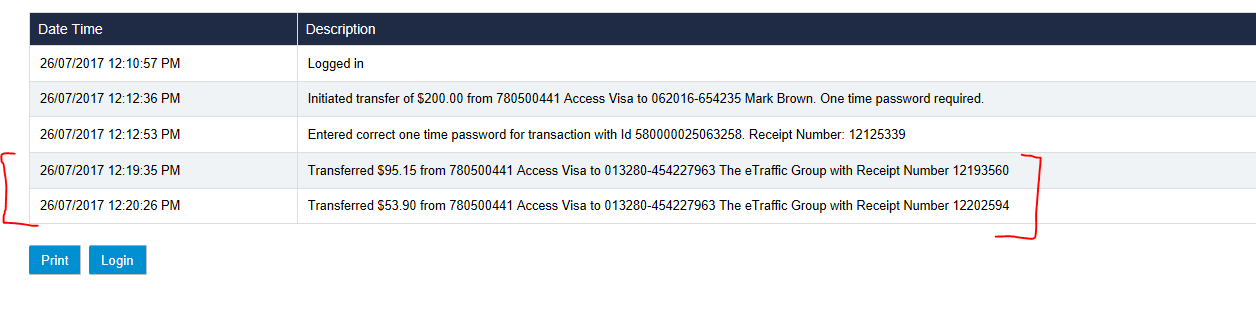 Date Time Description
26/07/2017 12:10:57 PM Logged in
26/07/2017 12:12:36 PM Initiated transfer of $200.00 from 780500441 Access Visa to 062016-654235 Mark Brown. One time password required.
26/07/2017 12:12:53 PM Entered correct one time password for transaction with Id 580000025063258. Receipt Number: 12125339
26/07/2017 12:19:35 PM Transferred $95.15 from 780500441 Access Visa to 013280-454227963 The eTraffic Group with Receipt Number 12193560
26/07/2017 12:20:26 PM Transferred $53.90 from 780500441 Access Visa to 013280-454227963 The eTraffic Group with Receipt Number 12202594
Print Login